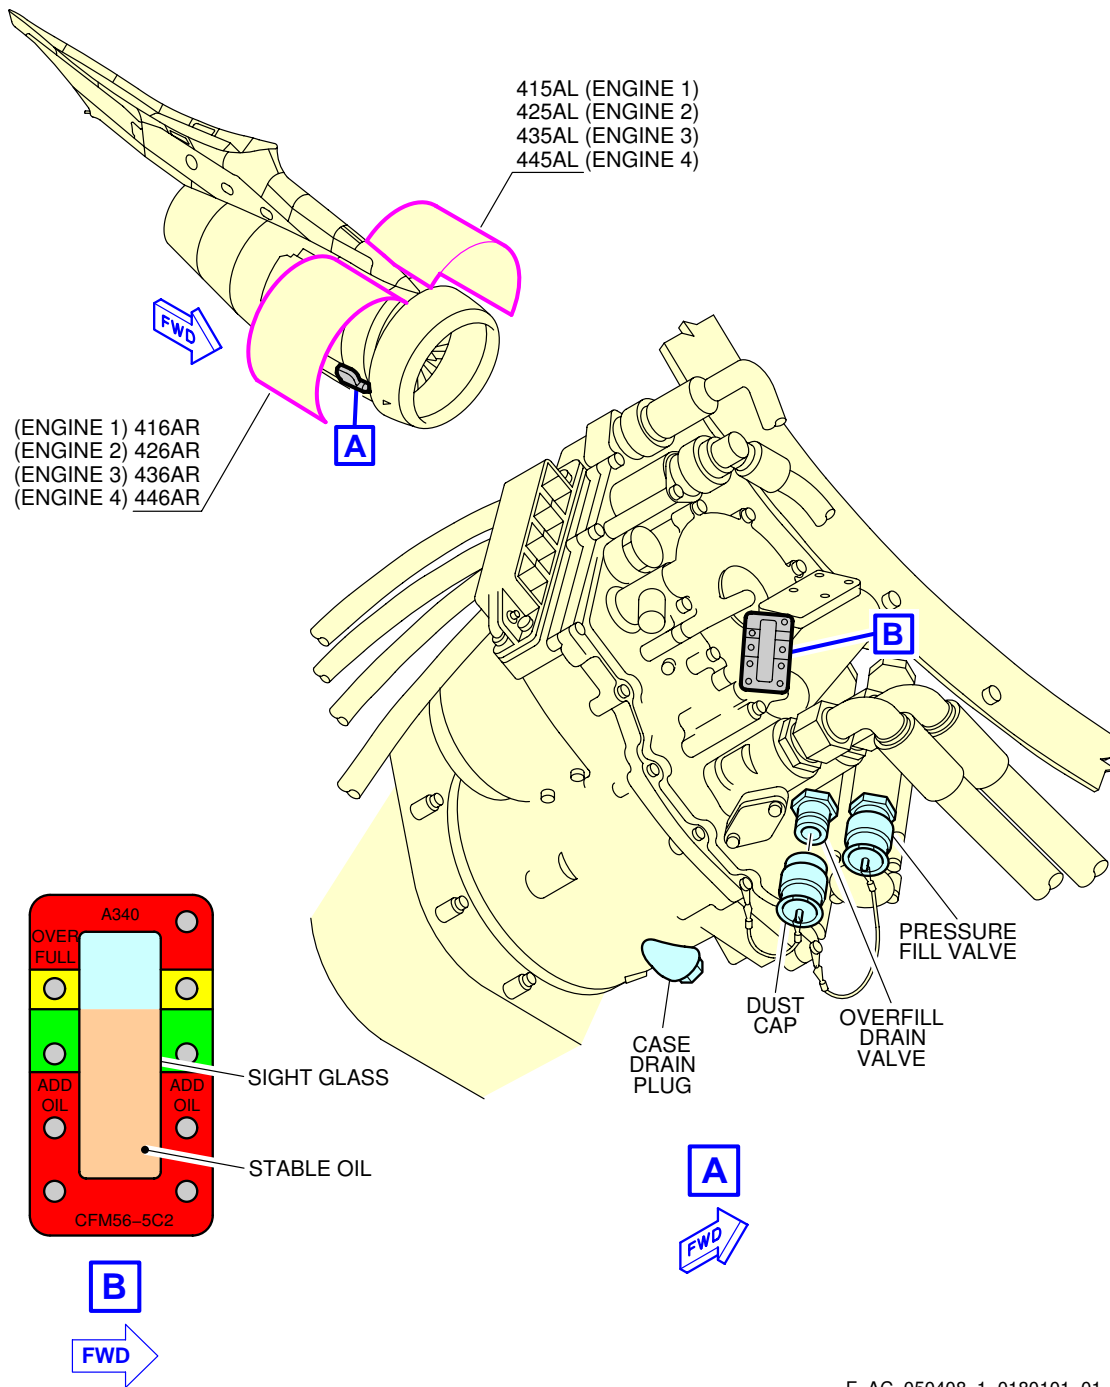 415AL (ENGINE 1)
425AL (ENGINE 2)
435AL (ENGINE 3)
445AL (ENGINE 4)
FWD
A
(ENGINE 1) 416AR
(ENGINE 2) 426AR
(ENGINE 3) 436AR
(ENGINE 4) 446AR
B
PRESSURE
FILL VALVE
DUST
CAP
OVERFILL
DRAIN
VALVE
CASE
DRAIN
PLUG
A340
OVER
FULL
ADD
OIL
ADD
OIL
CFM56–5C2
SIGHT GLASS
STABLE OIL
B
FWD
A
FWD
F_AC_050408_1_0180101_01